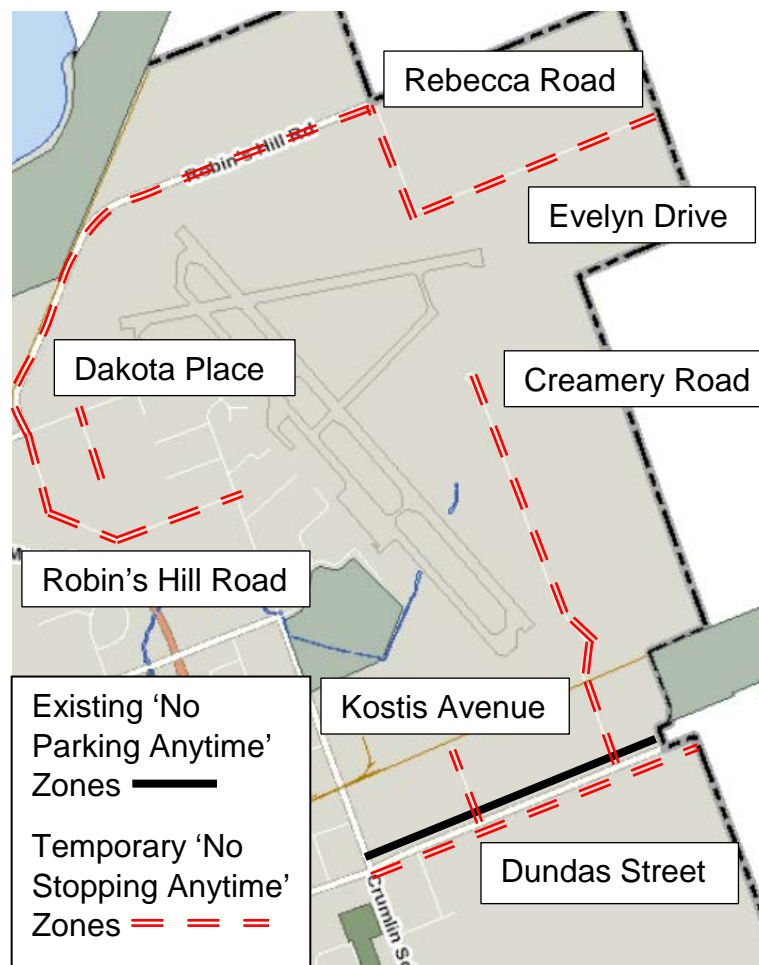 Rebecca Road
Robin's Hill Rd
Evelyn Drive
Dakota Place
Creamery Road
Robin’s Hill Road
Kostis Avenue
Existing ‘No
Parking Anytime’
Zones
Temporary ‘No
Stopping Anytime’
Zones
Dundas Street
Crumlin